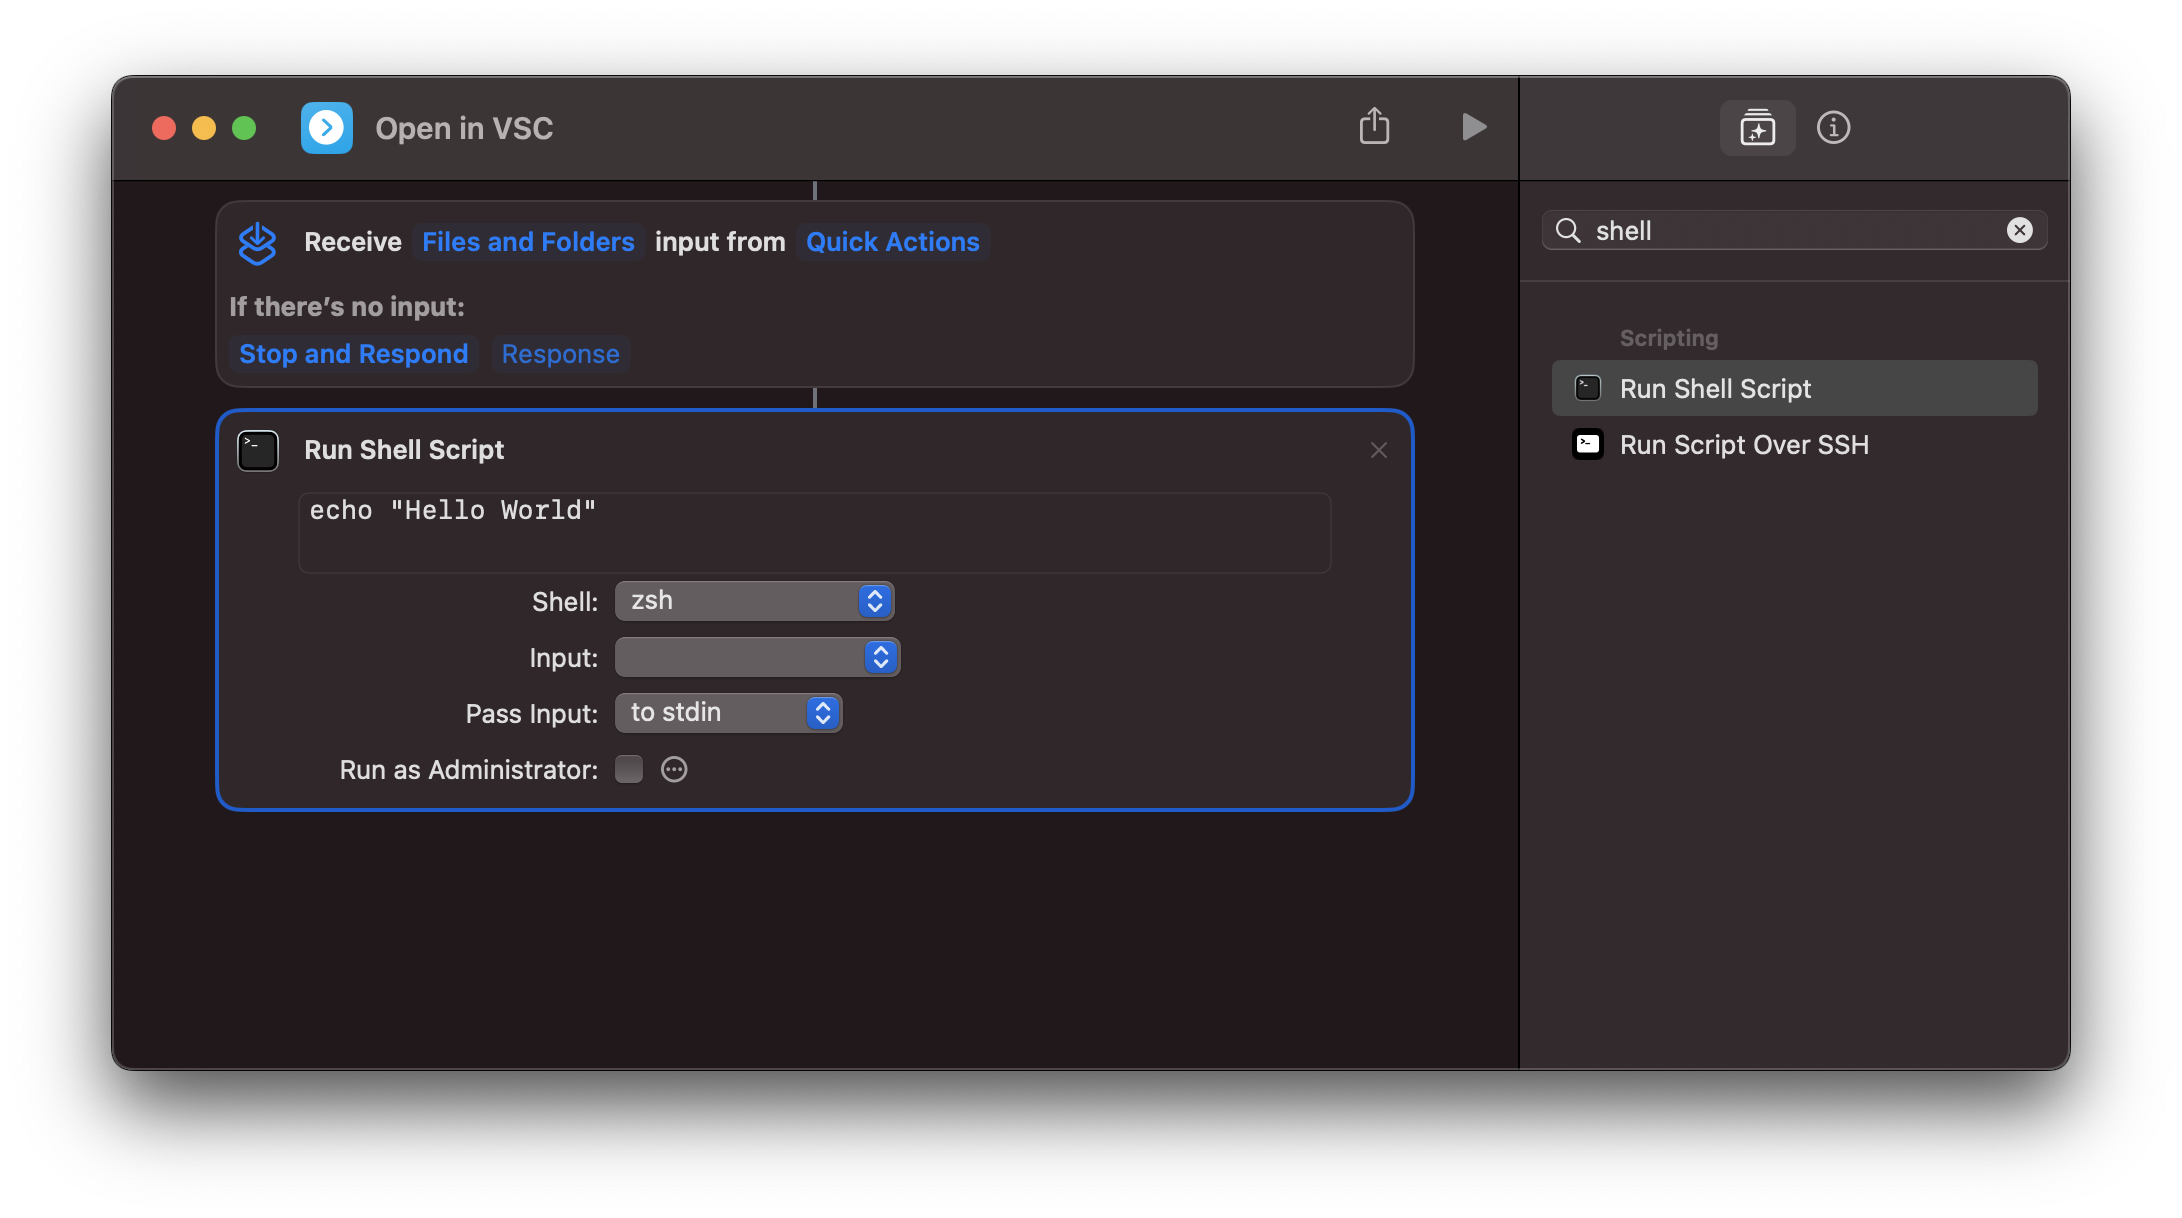 Open in VSC
Receive Files and Folders input from Quick Actions
If there’s no input:
Stop and Respond Response
>_ Run Shell Script
echo "Hello World"
Shell: zsh
Input:
Pass Input: to stdin
Run as Administrator:
shell
Scripting
Run Shell Script
Run Script Over SSH